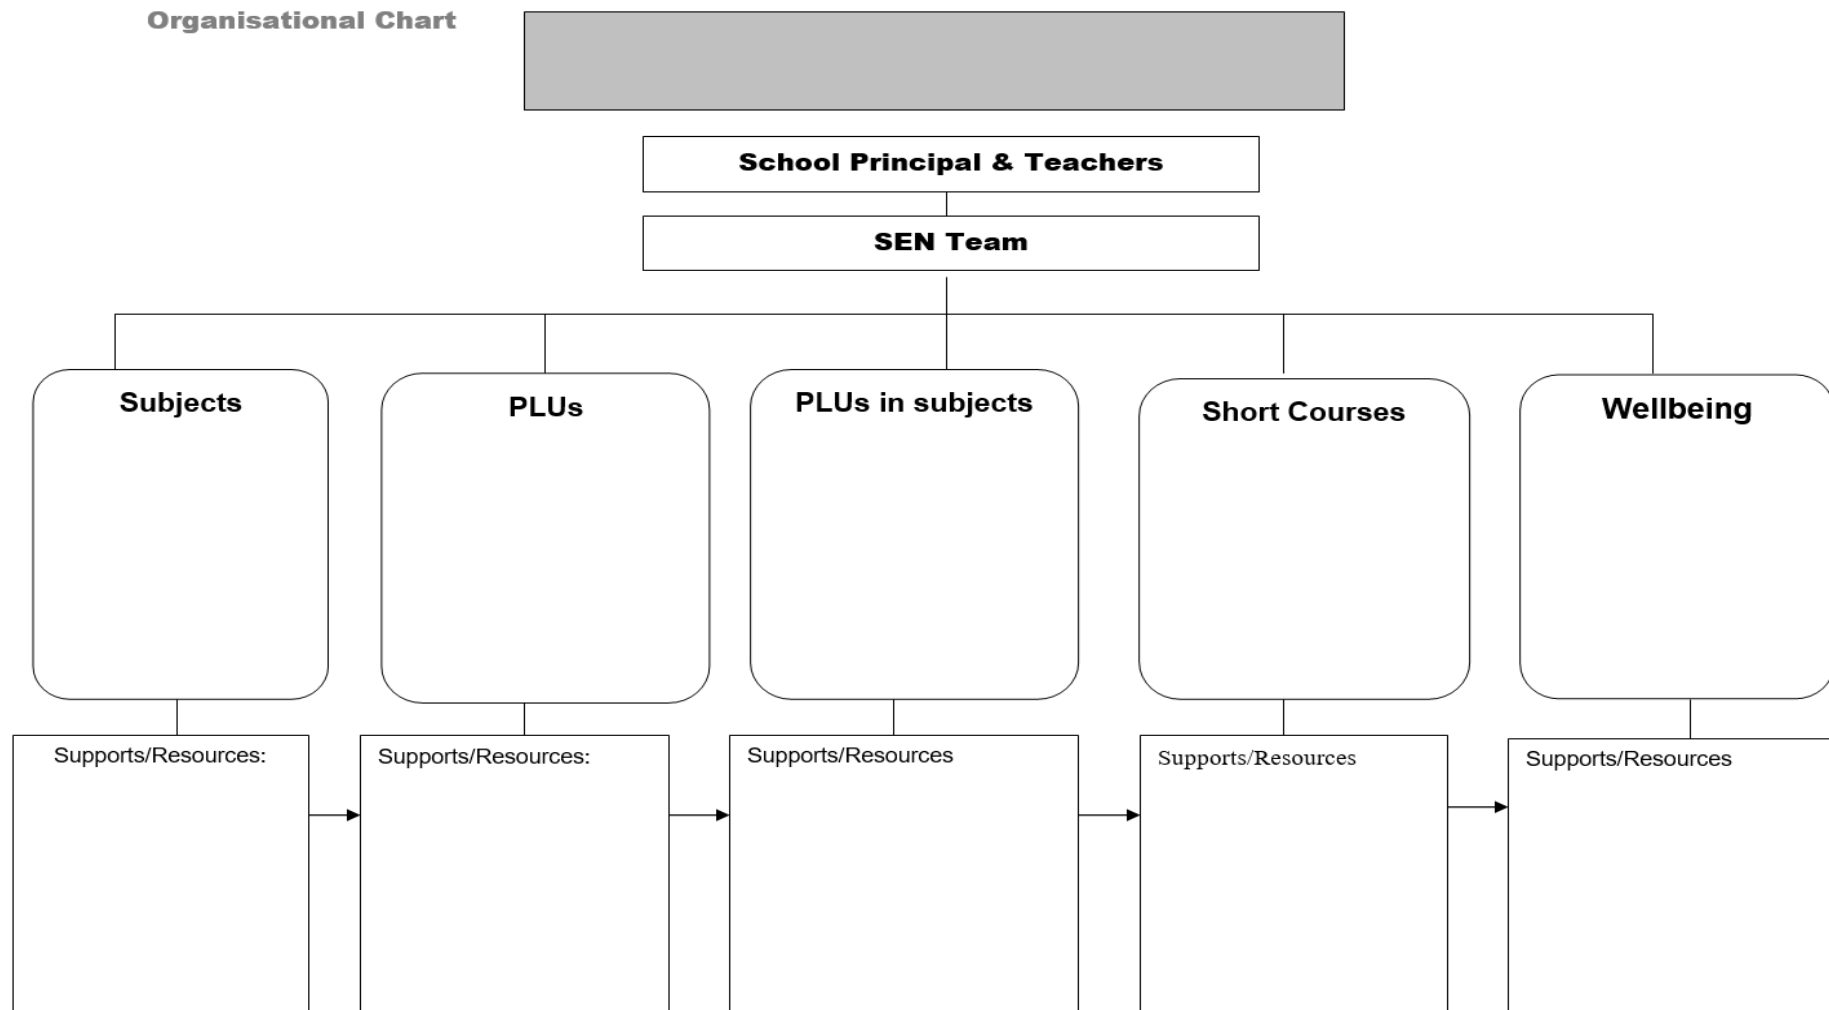 Organisational Chart
School Principal & Teachers
SEN Team
Subjects
PLUs
PLUs in subjects
Short Courses
Wellbeing
Supports/Resources:
Supports/Resources:
Supports/Resources
Supports/Resources
Supports/Resources